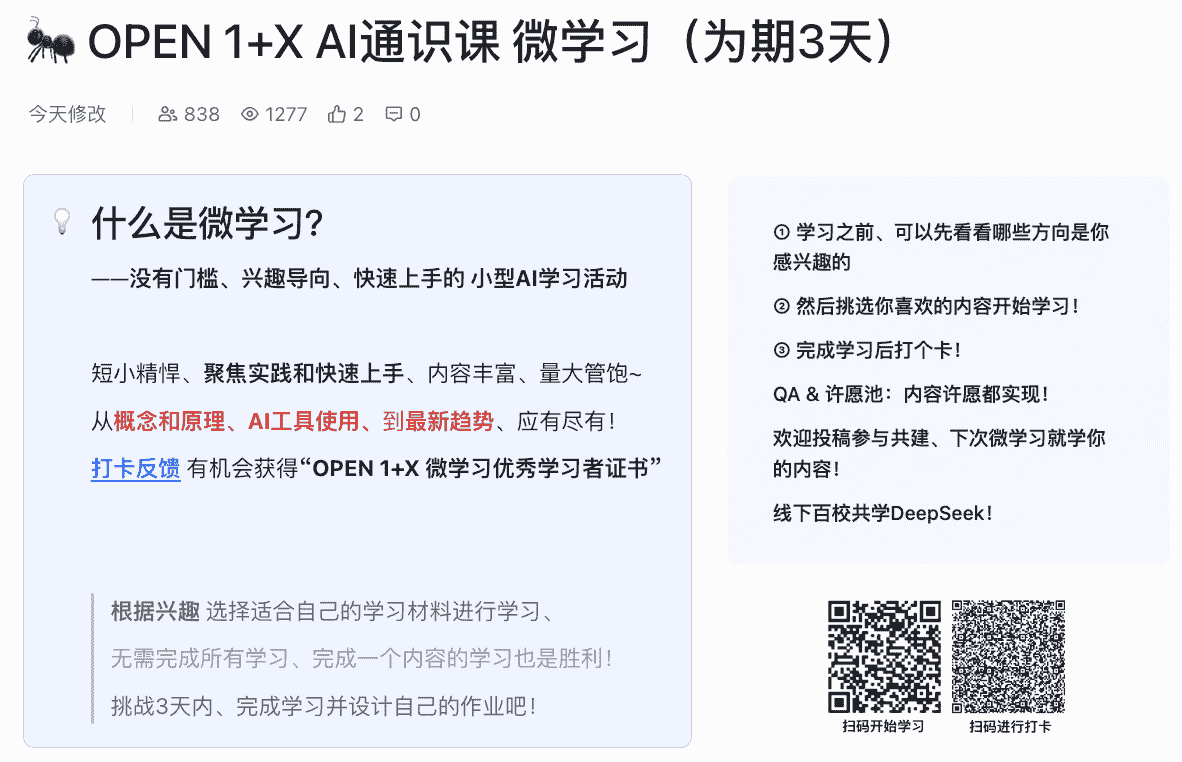 OPEN 1+X AI通识课 微学习（为期3天）
今天修改 838 1277 2 0
什么是微学习？
——没有门槛、兴趣导向、快速上手的 小型AI学习活动
短小精悍、聚焦实践和快速上手、内容丰富、量大管饱~
从概念和原理、AI工具使用、到最新趋势、应有尽有！
打卡反馈 有机会获得“OPEN 1+X 微学习优秀学习者证书”
根据兴趣 选择适合自己的学习材料进行学习、
无需完成所有学习、完成一个内容的学习也是胜利！
挑战3天内、完成学习并设计自己的作业吧！
① 学习之前、可以先看看哪些方向是你
感兴趣的
② 然后挑选你喜欢的内容开始学习！
③ 完成学习后打个卡！
QA & 许愿池：内容许愿都实现！
欢迎投稿参与共建、下次微学习就学你
的内容！
线下百校共学DeepSeek！
扫码开始学习 扫码进行打卡